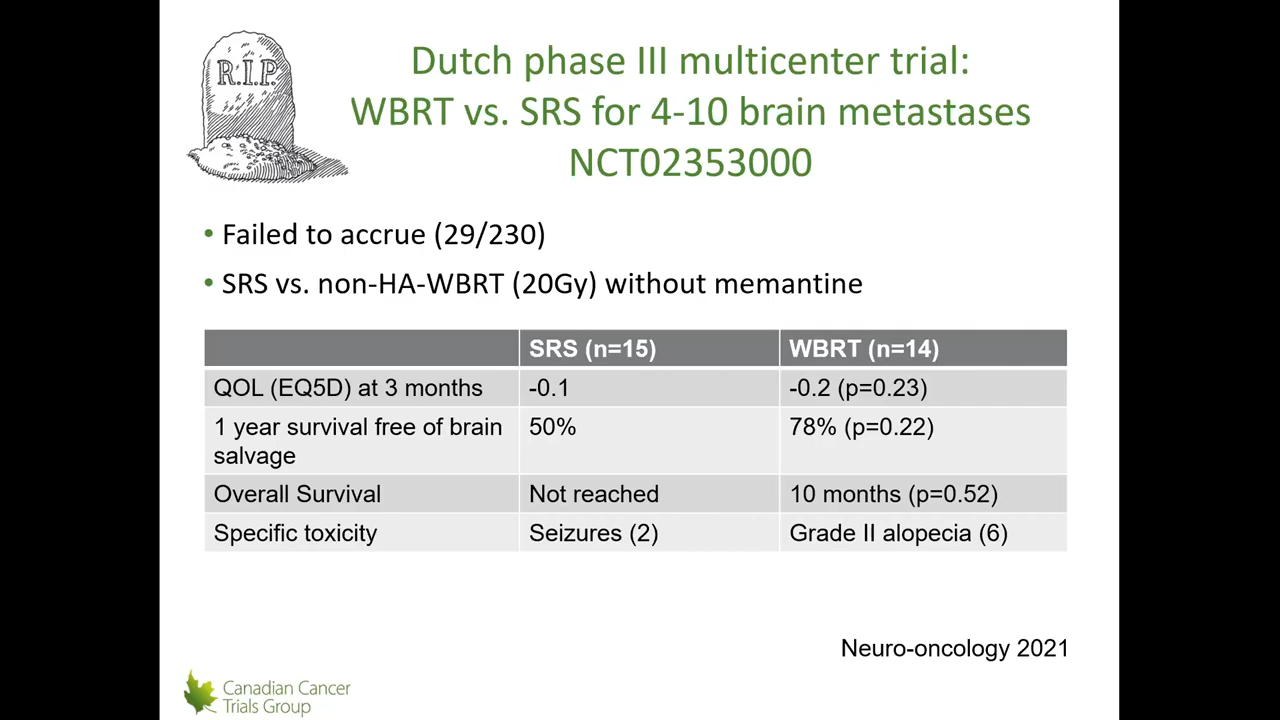 R.I.P.
Dutch phase III multicenter trial:
WBRT vs. SRS for 4-10 brain metastases
NCT02353000
• Failed to accrue (29/230)
• SRS vs. non-HA-WBRT (20Gy) without memantine
SRS (n=15) WBRT (n=14)
QOL (EQ5D) at 3 months -0.1 -0.2 (p=0.23)
1 year survival free of brain 50% 78% (p=0.22)
salvage
Overall Survival Not reached 10 months (p=0.52)
Specific toxicity Seizures (2) Grade II alopecia (6)
Neuro-oncology 2021
Canadian Cancer
Trials Group